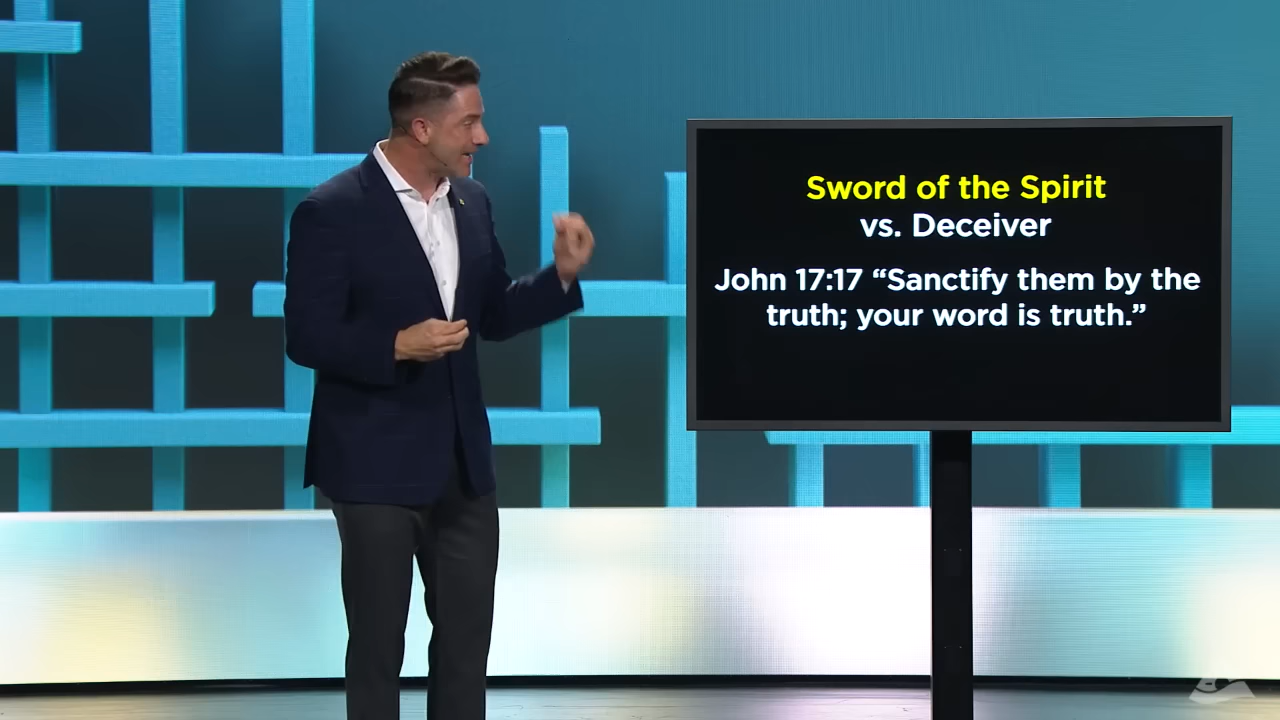 Sword of the Spirit
vs. Deceiver
John 17:17 “Sanctify them by the
truth; your word is truth.”